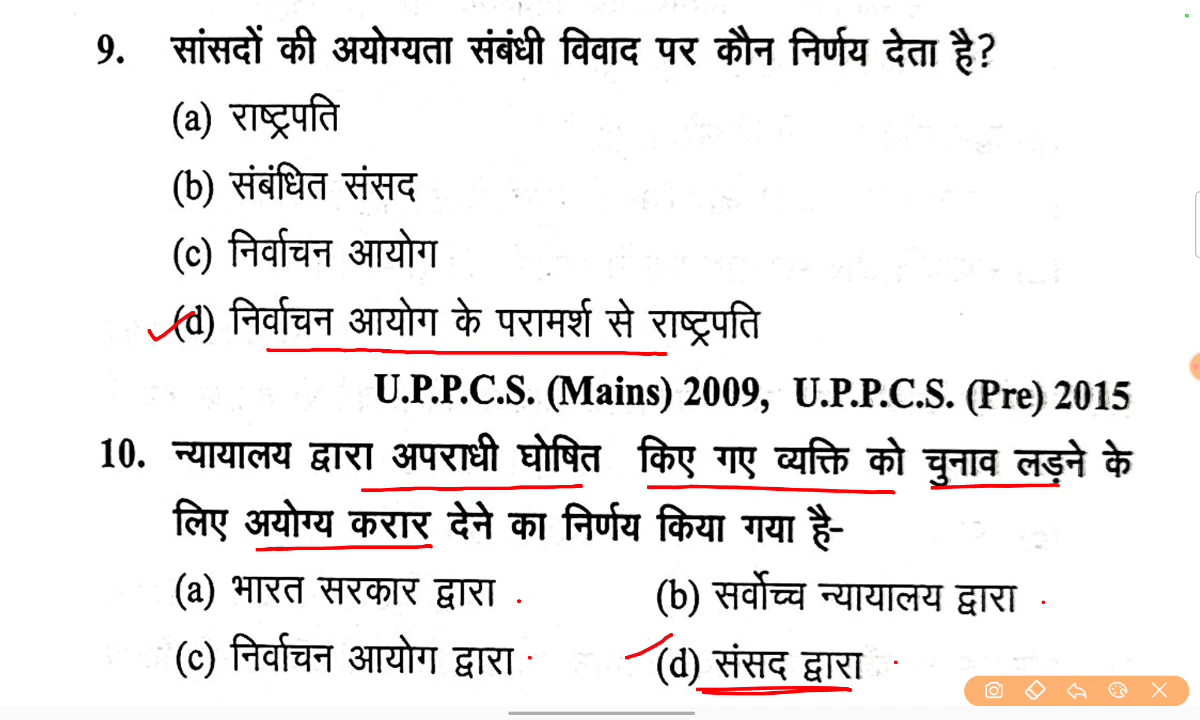 9. सांसदों की अयोग्यता संबंधी विवाद पर कौन निर्णय देता है?
(a) राष्ट्रपति
(b) संबंधित संसद
(c) निर्वाचन आयोग
(d) निर्वाचन आयोग के परामर्श से राष्ट्रपति
U.P.P.C.S. (Mains) 2009, U.P.P.C.S. (Pre) 2015
10. न्यायालय द्वारा अपराधी घोषित किए गए व्यक्ति को चुनाव लड़ने के
लिए अयोग्य करार देने का निर्णय किया गया है-
(a) भारत सरकार द्वारा (b) सर्वोच्च न्यायालय द्वारा
(c) निर्वाचन आयोग द्वारा (d) संसद द्वारा